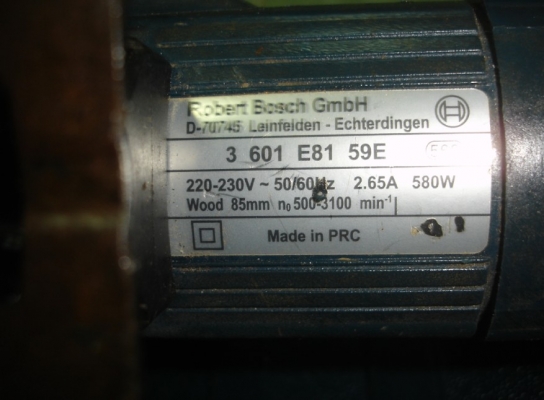 Robert Bosch GmbH
D-70745 Leinfelden - Echterdingen
3 601 E81 59E
220-230V ~ 50/60Hz 2.65A 580W
Wood 85mm n₀ 500-3100 min⁻¹
Made in PRC